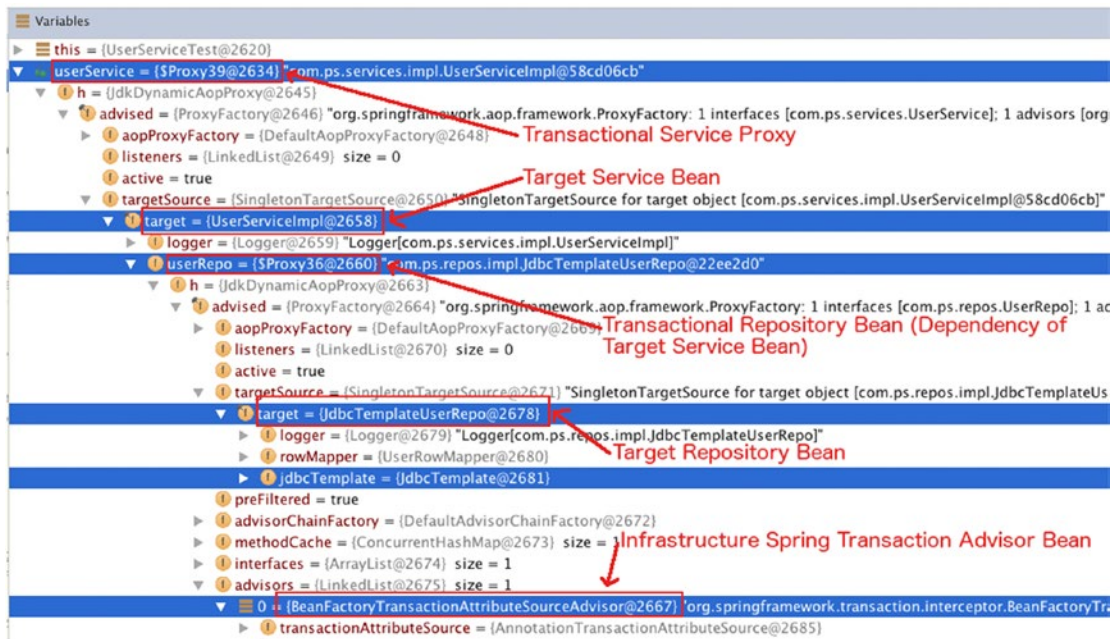 Variables
this = {UserServiceTest@2620}
userService = {$Proxy39@2634} "com.ps.services.impl.UserServiceImpl@58cd06cb"
h = {JdkDynamicAopProxy@2645}
advised = {ProxyFactory@2646} "org.springframework.aop.framework.ProxyFactory: 1 interfaces [com.ps.services.UserService]; 1 advisors [org
aopProxyFactory = {DefaultAopProxyFactory@2648}
Transactional Service Proxy
listeners = {LinkedList@2649} size = 0
active = true
Target Service Bean
targetSource = {SingletonTargetSource@2650} "SingletonTargetSource for target object [com.ps.services.impl.UserServiceImpl@58cd06cb]"
target = {UserServiceImpl@2658}
logger = {Logger@2659} "Logger[com.ps.services.impl.UserServiceImpl]"
userRepo = {$Proxy36@2660} "com.ps.repos.impl.JdbcTemplateUserRepo@22ee2d0"
h = {JdkDynamicAopProxy@2663}
advised = {ProxyFactory@2664} "org.springframework.aop.framework.ProxyFactory: 1 interfaces [com.ps.repos.UserRepo]; 1 ad
aopProxyFactory = {DefaultAopProxyFactory@2669}
Transactional Repository Bean (Dependency of
Target Service Bean)
listeners = {LinkedList@2670} size = 0
active = true
targetSource = {SingletonTargetSource@2671} "SingletonTargetSource for target object [com.ps.repos.impl.JdbcTemplateUs
target = {JdbcTemplateUserRepo@2678}
logger = {Logger@2679} "Logger[com.ps.repos.impl.JdbcTemplateUserRepo]"
Target Repository Bean
rowMapper = {UserRowMapper@2680}
jdbcTemplate = {JdbcTemplate@2681}
preFiltered = true
advisorChainFactory = {DefaultAdvisorChainFactory@2672}
methodCache = {ConcurrentHashMap@2673} size = 1
Infrastructure Spring Transaction Advisor Bean
interfaces = {ArrayList@2674} size = 1
advisors = {LinkedList@2675} size = 1
0 = {BeanFactoryTransactionAttributeSourceAdvisor@2667} "org.springframework.transaction.interceptor.BeanFactoryTra
transactionAttributeSource = {AnnotationTransactionAttributeSource@2685}